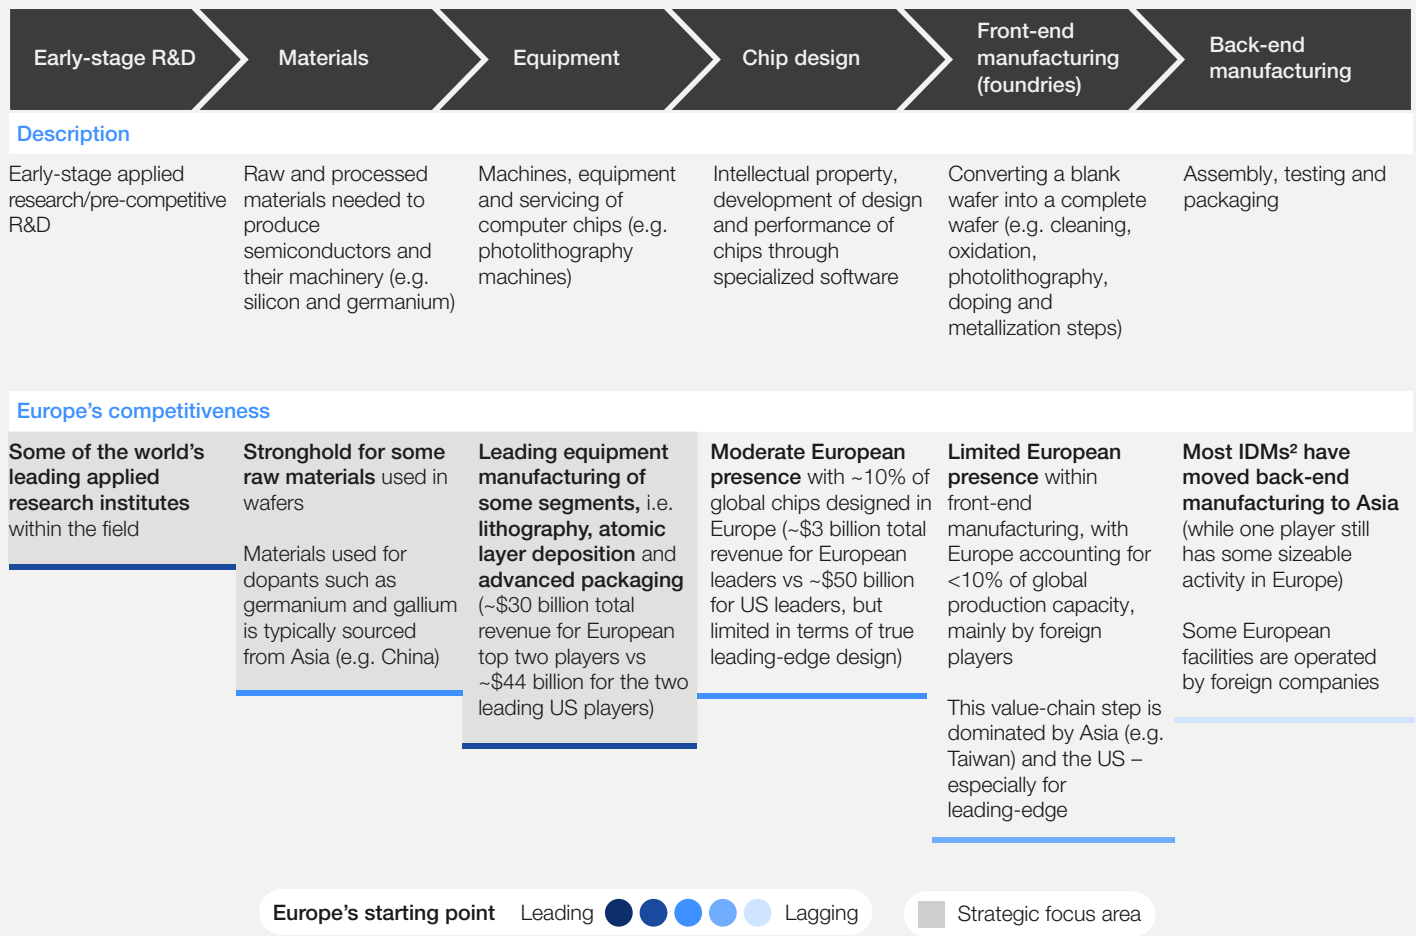 Early-stage R&D
Materials
Equipment
Chip design
Front-end
manufacturing
(foundries)
Back-end
manufacturing
Description
Early-stage applied
research/pre-competitive
R&D
Raw and processed
materials needed to
produce
semiconductors and
their machinery (e.g.
silicon and germanium)
Machines, equipment
and servicing of
computer chips (e.g.
photolithography
machines)
Intellectual property,
development of design
and performance of
chips through
specialized software
Converting a blank
wafer into a complete
wafer (e.g. cleaning,
oxidation,
photolithography,
doping and
metallization steps)
Assembly, testing and
packaging
Europe’s competitiveness
Some of the world’s
leading applied
research institutes
within the field
Stronghold for some
raw materials used in
wafers
Materials used for
dopants such as
germanium and gallium
is typically sourced
from Asia (e.g. China)
Leading equipment
manufacturing of
some segments, i.e.
lithography, atomic
layer deposition and
advanced packaging
(~$30 billion total
revenue for European
top two players vs
~$44 billion for the two
leading US players)
Moderate European
presence with ~10% of
global chips designed in
Europe (~$3 billion total
revenue for European
leaders vs ~$50 billion
for US leaders, but
limited in terms of true
leading-edge design)
Limited European
presence within
front-end
manufacturing, with
Europe accounting for
<10% of global
production capacity,
mainly by foreign
players
This value-chain step is
dominated by Asia (e.g.
Taiwan) and the US –
especially for
leading-edge
Most IDMs² have
moved back-end
manufacturing to Asia
(while one player still
has some sizeable
activity in Europe)
Some European
facilities are operated
by foreign companies
Europe’s starting point Leading Lagging
Strategic focus area